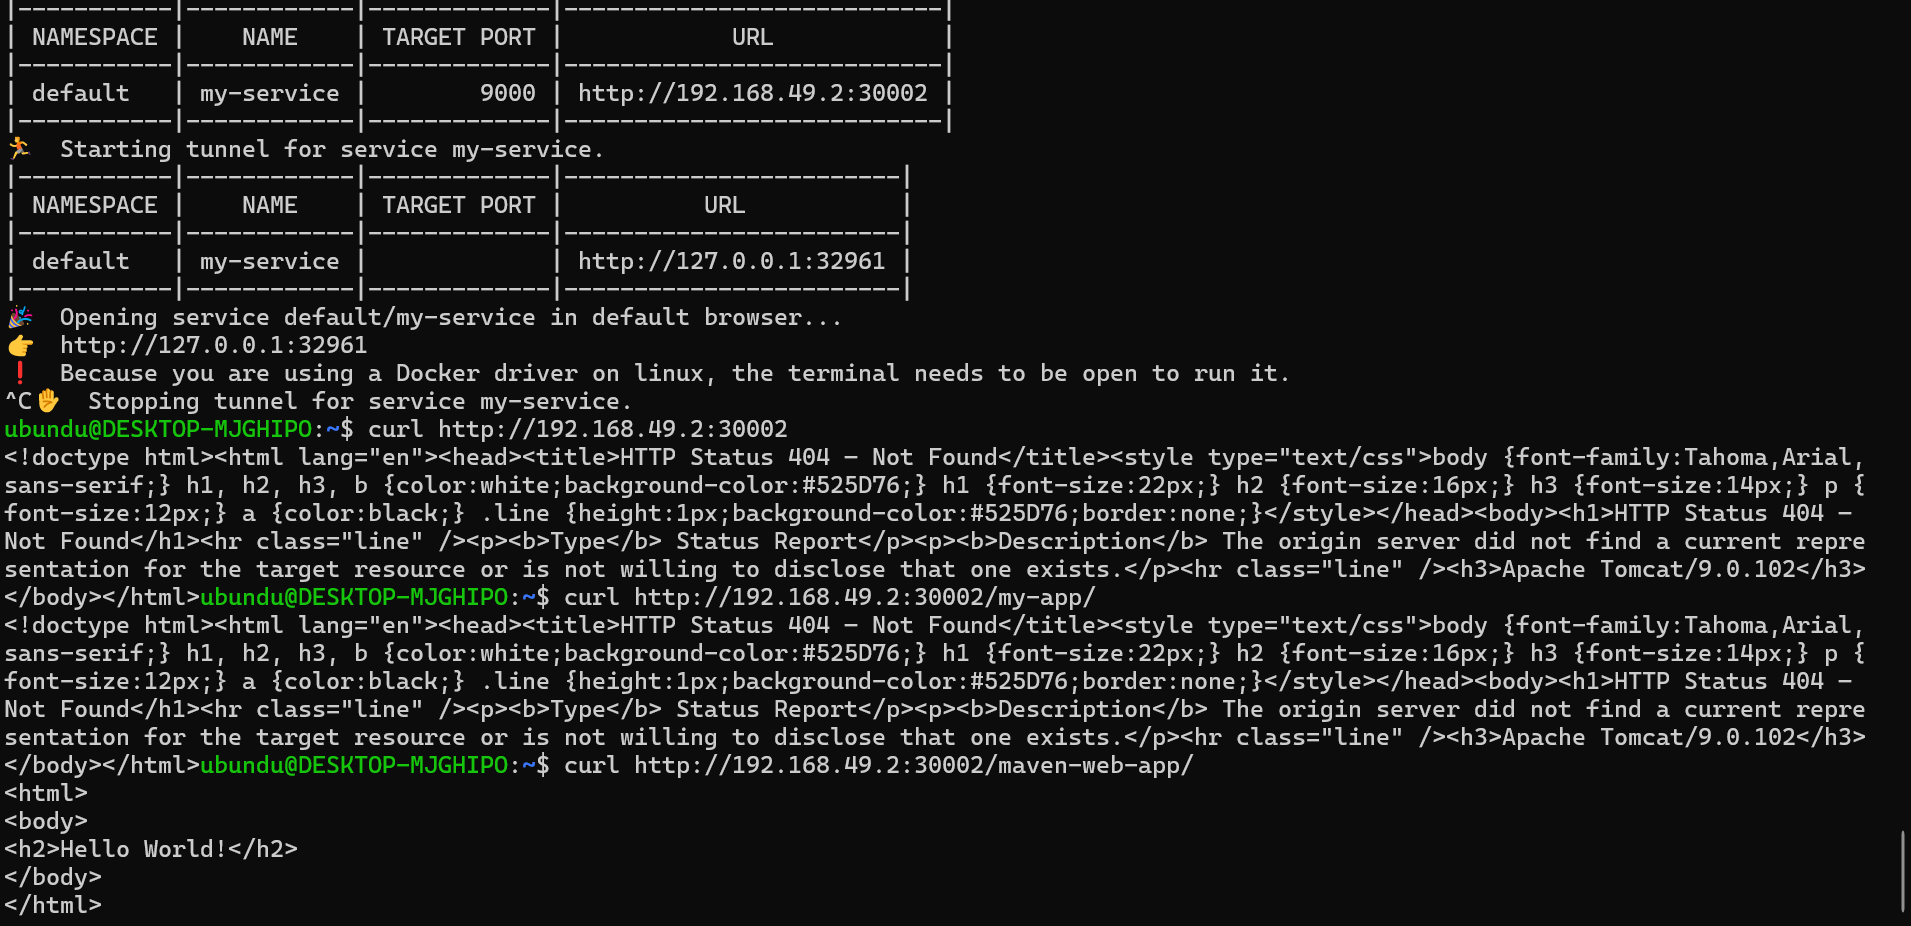 |-----------|------------|-------------|---------------------------|
| NAMESPACE |    NAME    | TARGET PORT |            URL            |
|-----------|------------|-------------|---------------------------|
| default   | my-service |        9000 | http://192.168.49.2:30002 |
|-----------|------------|-------------|---------------------------|
🏃  Starting tunnel for service my-service.
|-----------|------------|-------------|------------------------|
| NAMESPACE |    NAME    | TARGET PORT |          URL           |
|-----------|------------|-------------|------------------------|
| default   | my-service |             | http://127.0.0.1:32961 |
|-----------|------------|-------------|------------------------|
🎉  Opening service default/my-service in default browser...
👉  http://127.0.0.1:32961
❗  Because you are using a Docker driver on linux, the terminal needs to be open to run it.
^C✋  Stopping tunnel for service my-service.
ubundu@DESKTOP-MJGHIPO:~$ curl http://192.168.49.2:30002
<!doctype html><html lang="en"><head><title>HTTP Status 404 – Not Found</title><style type="text/css">body {font-family:Tahoma,Arial,
sans-serif;} h1, h2, h3, b {color:white;background-color:#525D76;} h1 {font-size:22px;} h2 {font-size:16px;} h3 {font-size:14px;} p {
font-size:12px;} a {color:black;} .line {height:1px;background-color:#525D76;border:none;}</style></head><body><h1>HTTP Status 404 –
Not Found</h1><hr class="line" /><p><b>Type</b> Status Report</p><p><b>Description</b> The origin server did not find a current repre
sentation for the target resource or is not willing to disclose that one exists.</p><hr class="line" /><h3>Apache Tomcat/9.0.102</h3>
</body></html>ubundu@DESKTOP-MJGHIPO:~$ curl http://192.168.49.2:30002/my-app/
<!doctype html><html lang="en"><head><title>HTTP Status 404 – Not Found</title><style type="text/css">body {font-family:Tahoma,Arial,
sans-serif;} h1, h2, h3, b {color:white;background-color:#525D76;} h1 {font-size:22px;} h2 {font-size:16px;} h3 {font-size:14px;} p {
font-size:12px;} a {color:black;} .line {height:1px;background-color:#525D76;border:none;}</style></head><body><h1>HTTP Status 404 –
Not Found</h1><hr class="line" /><p><b>Type</b> Status Report</p><p><b>Description</b> The origin server did not find a current repre
sentation for the target resource or is not willing to disclose that one exists.</p><hr class="line" /><h3>Apache Tomcat/9.0.102</h3>
</body></html>ubundu@DESKTOP-MJGHIPO:~$ curl http://192.168.49.2:30002/maven-web-app/
<html>
<body>
<h2>Hello World!</h2>
</body>
</html>